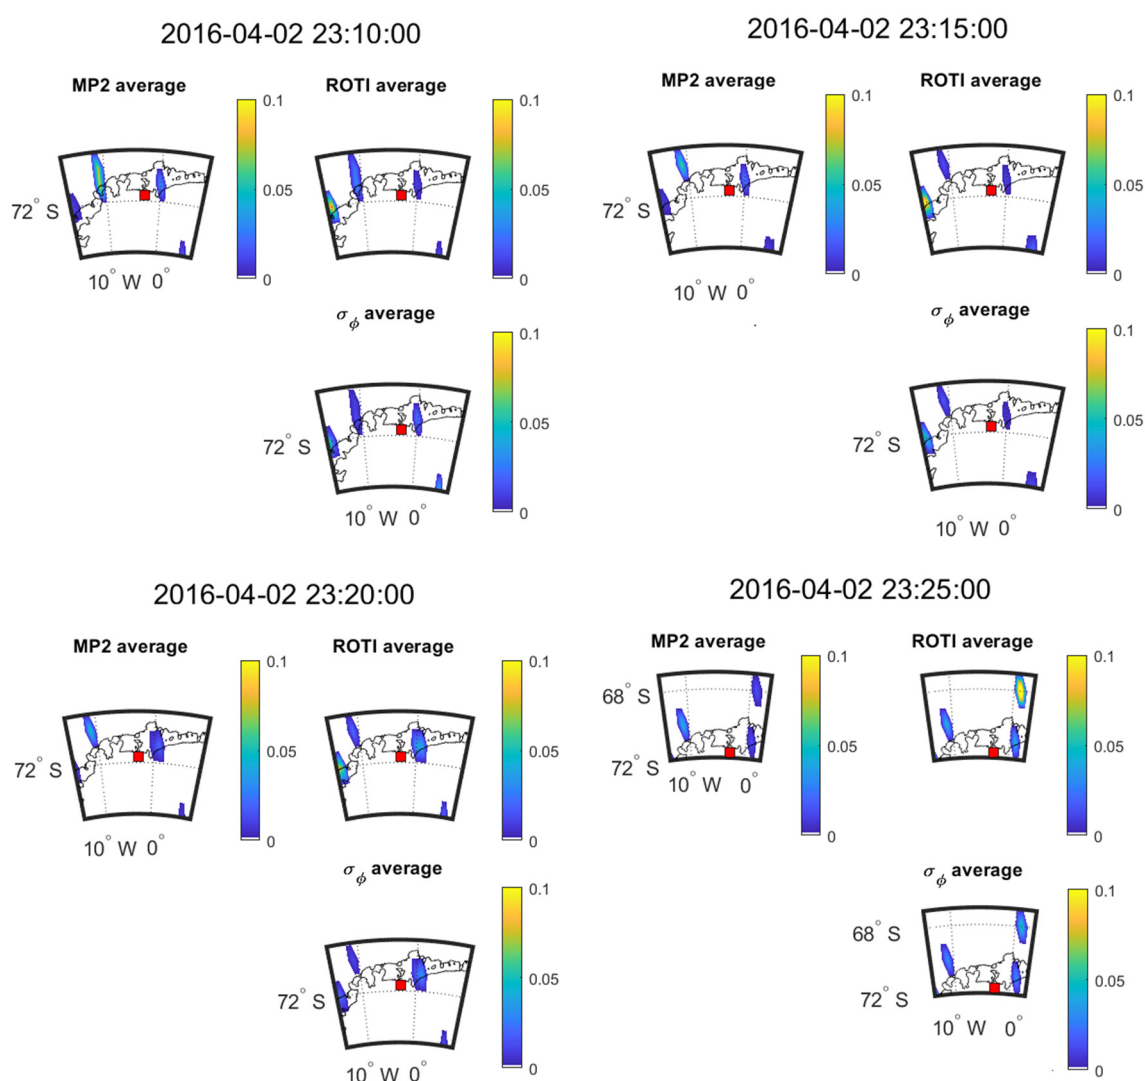 2016-04-02 23:10:00
MP2 average
ROTI average
0.1
0.05
0
0.1
0.05
0
72° S
10° W 0°
σϕ average
0.1
0.05
0
72° S
10° W 0°
2016-04-02 23:15:00
MP2 average
ROTI average
0.1
0.05
0
0.1
0.05
0
72° S
10° W 0°
σϕ average
0.1
0.05
0
72° S
10° W 0°
2016-04-02 23:20:00
MP2 average
ROTI average
0.1
0.05
0
0.1
0.05
0
72° S
10° W 0°
σϕ average
0.1
0.05
0
72° S
10° W 0°
2016-04-02 23:25:00
MP2 average
ROTI average
0.1
0.05
0
0.1
0.05
0
68° S
72° S
10° W 0°
σϕ average
0.1
0.05
0
68° S
72° S
10° W 0°